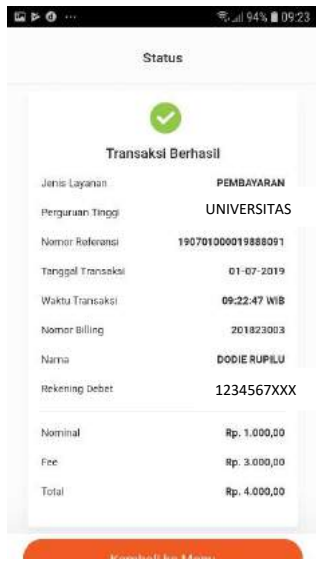 94% 09:23
Status
Transaksi Berhasil
Jenis Layanan PEMBAYARAN
Perguruan Tinggi UNIVERSITAS
Nomor Referensi 190701000019888091
Tanggal Transaksi 01-07-2019
Waktu Transaksi 09:22:47 WIB
Nomor Billing 201823003
Nama DODIE RUPILU
Rekening Debet 1234567XXX
Nominal Rp. 1.000,00
Fee Rp. 3.000,00
Total Rp. 4.000,00
Kembali ke Menu